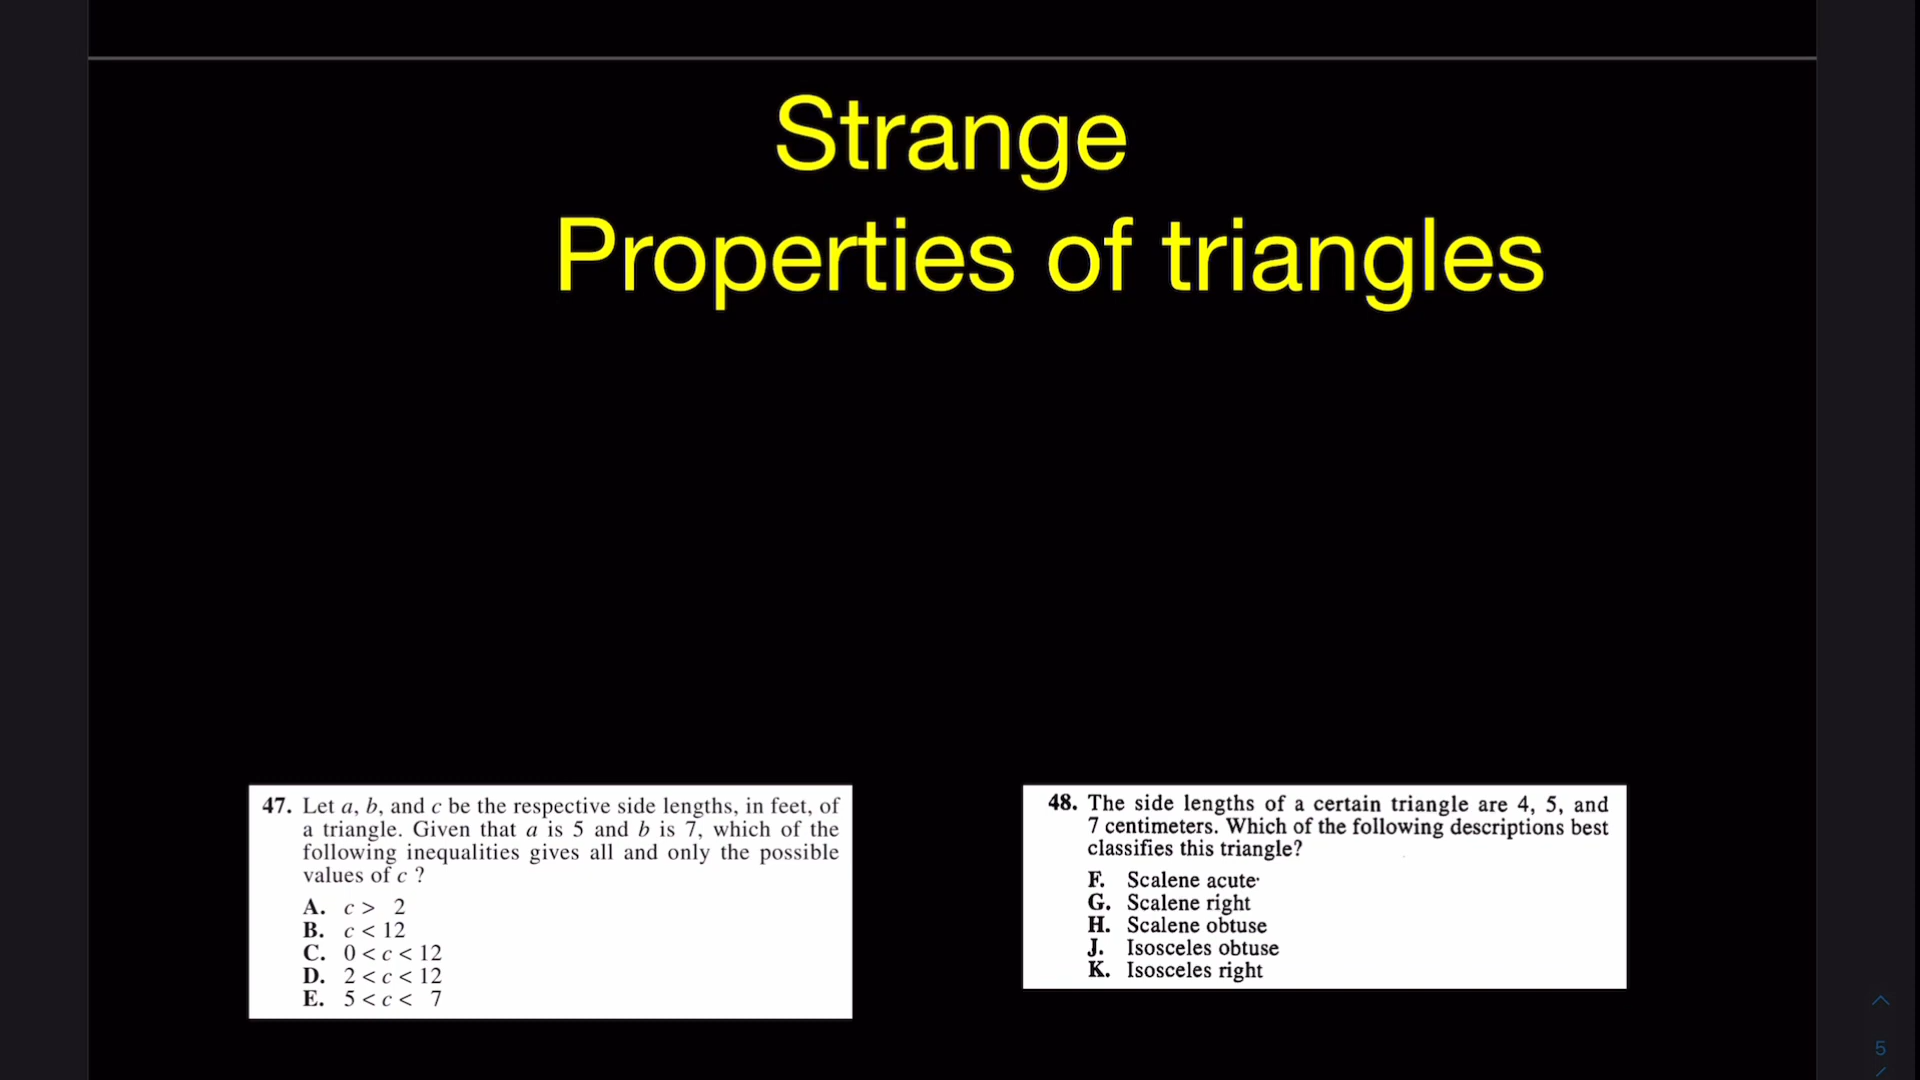 Strange
Properties of triangles
47. Let a, b, and c be the respective side lengths, in feet, of
a triangle. Given that a is 5 and b is 7, which of the
following inequalities gives all and only the possible
values of c ?
A. c > 2
B. c < 12
C. 0 < c < 12
D. 2 < c < 12
E. 5 < c < 7
48. The side lengths of a certain triangle are 4, 5, and
7 centimeters. Which of the following descriptions best
classifies this triangle?
F. Scalene acute
G. Scalene right
H. Scalene obtuse
J. Isosceles obtuse
K. Isosceles right
5